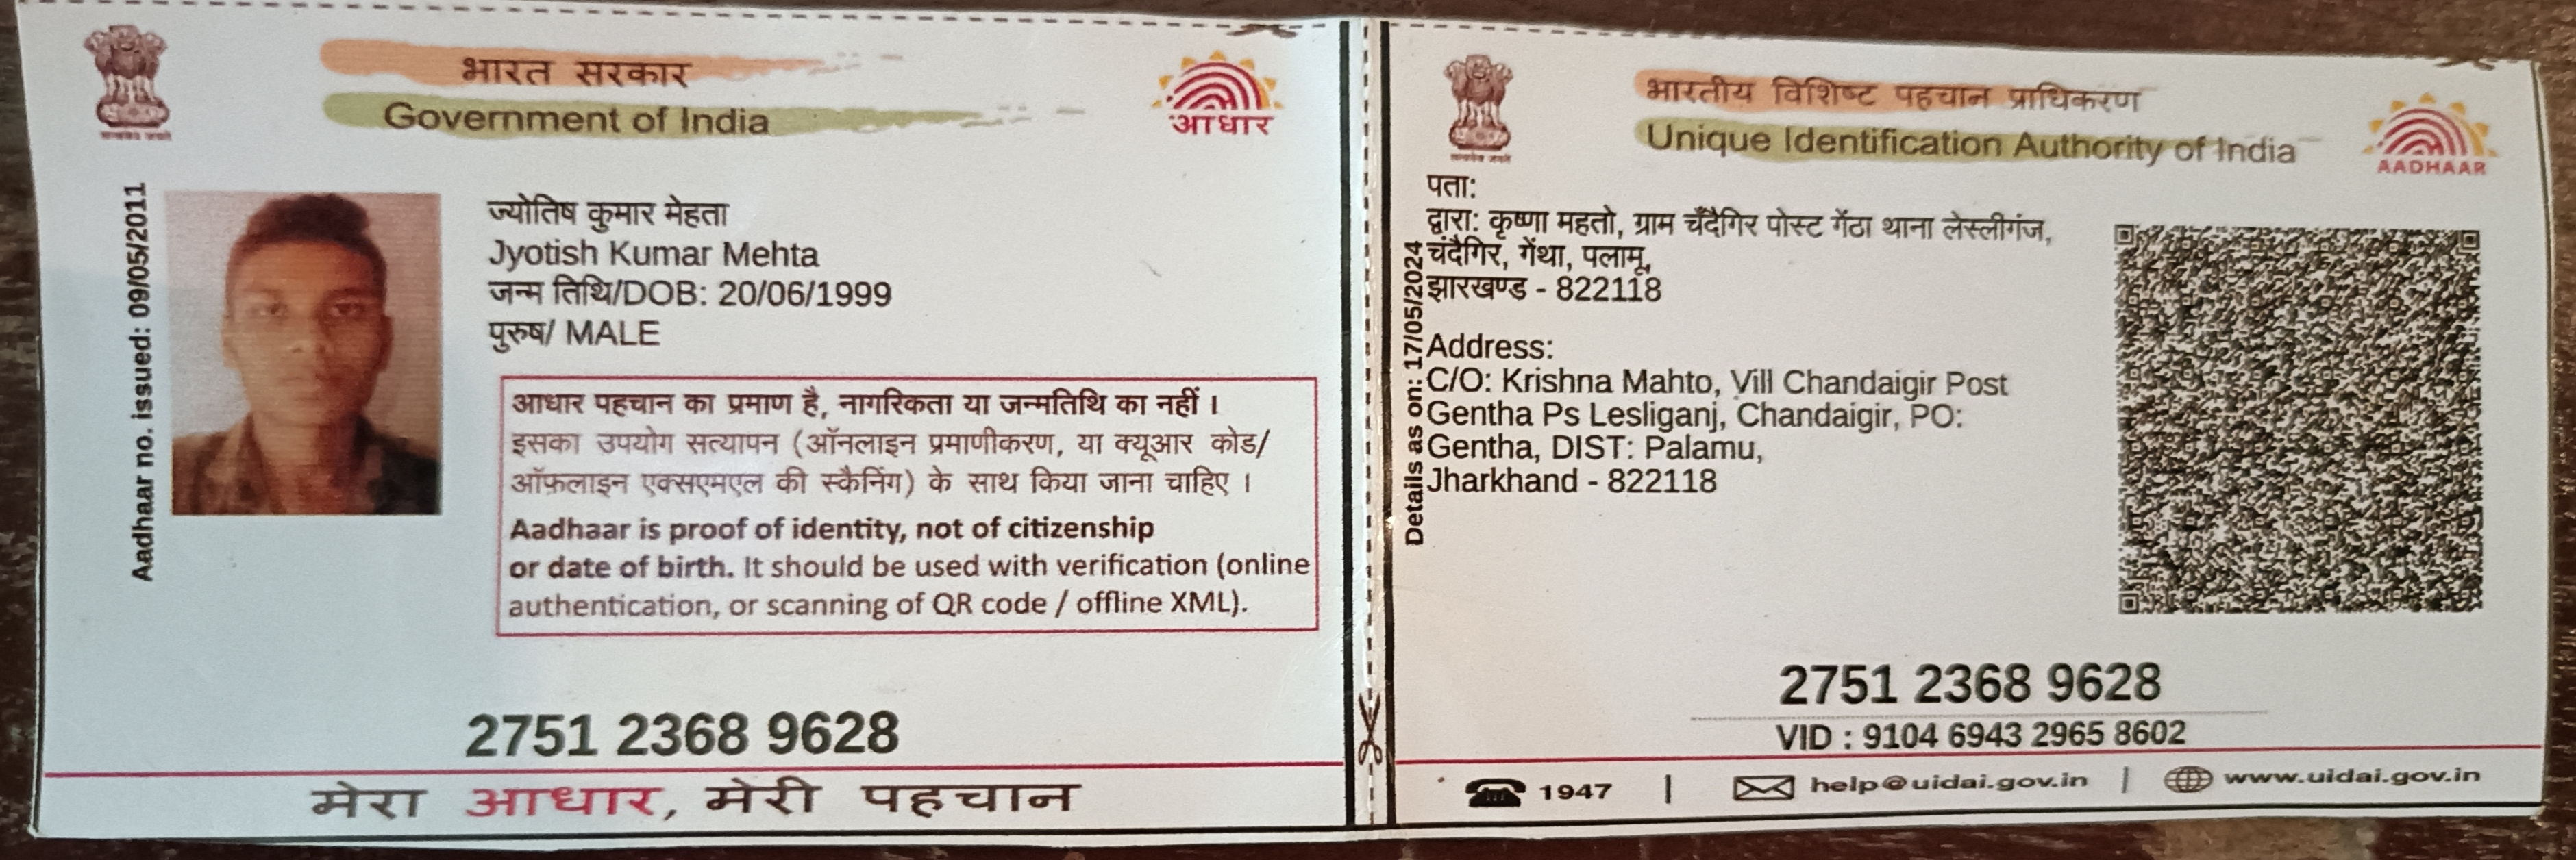 भारत सरकार
Government of India
आधार
Aadhaar no. issued: 09/05/2011
ज्योतिष कुमार मेहता
Jyotish Kumar Mehta
जन्म तिथि/DOB: 20/06/1999
पुरुष/ MALE
आधार पहचान का प्रमाण है, नागरिकता या जन्मतिथि का नहीं ।
इसका उपयोग सत्यापन (ऑनलाइन प्रमाणीकरण, या क्यूआर कोड/
ऑफ़लाइन एक्सएमएल की स्कैनिंग) के साथ किया जाना चाहिए ।
Aadhaar is proof of identity, not of citizenship
or date of birth. It should be used with verification (online
authentication, or scanning of QR code / offline XML).
2751 2368 9628
मेरा आधार, मेरी पहचान
भारतीय विशिष्ट पहचान प्राधिकरण
Unique Identification Authority of India
AADHAAR
Details as on: 17/05/2024
पता:
द्वारा: कृष्णा महतो, ग्राम चँदैगिर पोस्ट गेंठा थाना लेस्लीगंज,
चंदैगिर, गेंथा, पलामू,
झारखण्ड - 822118
Address:
C/O: Krishna Mahto, Vill Chandaigir Post
Gentha Ps Lesliganj, Chandaigir, PO:
Gentha, DIST: Palamu,
Jharkhand - 822118
2751 2368 9628
VID : 9104 6943 2965 8602
1947 | help@uidai.gov.in | www.uidai.gov.in